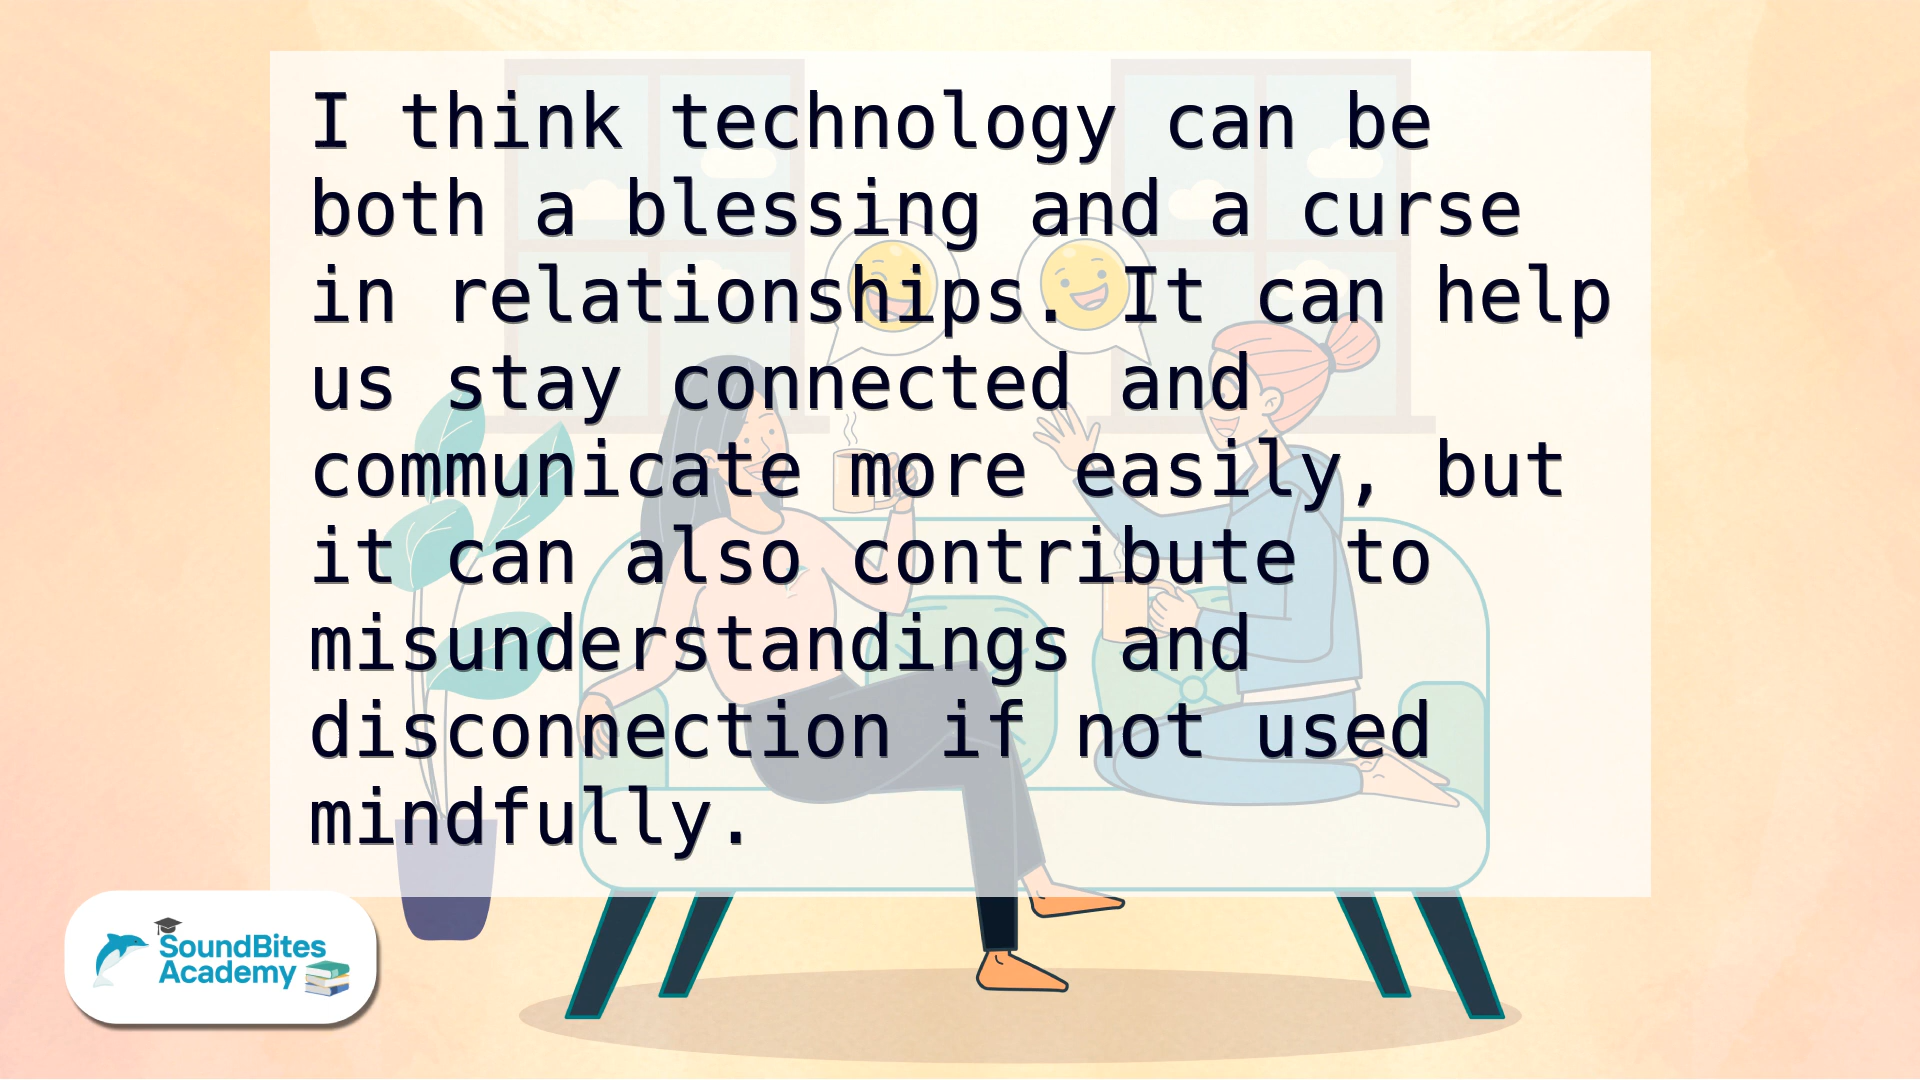 I think technology can be
both a blessing and a curse
in relationships. It can help
us stay connected and
communicate more easily, but
it can also contribute to
misunderstandings and
disconnection if not used
mindfully.
SoundBites
Academy